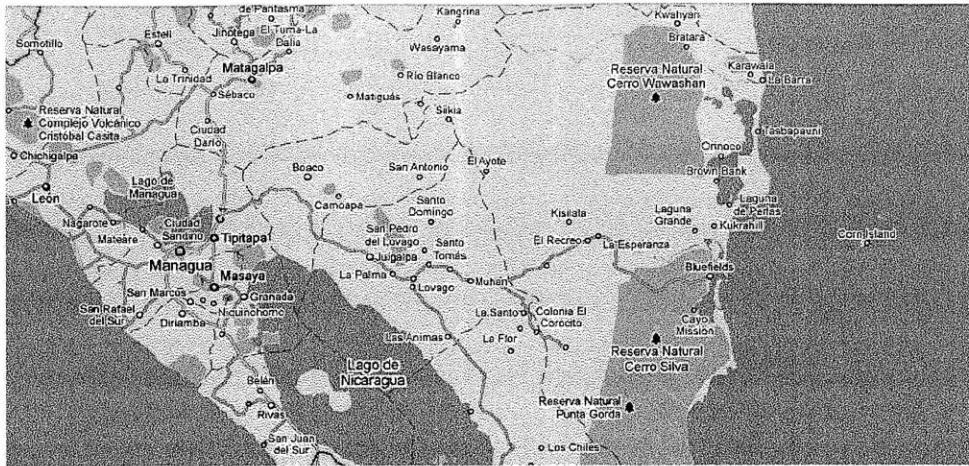 de Pantasma
Kangrina
Kwahyan
Somotillo
Estelí
Jinotega
El Tuma-La
Dalia
Wasayama
Bratara
La Trinidad
Matagalpa
Río Blanco
Reserva Natural
Cerro Wawashan
Karawala
La Barra
Sébaco
Matiguás
Siikia
Reserva Natural
Complejo Volcánico
Cristóbal Casita
Ciudad
Darío
Tasbapauni
Chichigalpa
Orinoco
Boaco
San Antonio
El Ayote
Brown Bank
León
Lago de
Managua
Camoapa
Santo
Domingo
Kisilata
Laguna
Grande
Laguna
de Perlas
Nagarote
Ciudad
Sandino
Tipitapa
San Pedro
del Lovago
Kukrahill
Mateare
El Recreo
La Esperanza
Corn Island
Managua
Juigalpa
Santo
Tomás
Masaya
La Palma
Lovago
Muhan
Bluefields
San Marcos
Granada
San Rafael
del Sur
Diriamba
Niquinohomo
La Santo
Colonia El
Corocito
Cayo
Mission
Las Animas
La Flor
Reserva Natural
Cerro Silva
Lago de
Nicaragua
Belén
Rivas
Reserva Natural
Punta Gorda
San Juan
del Sur
Los Chiles